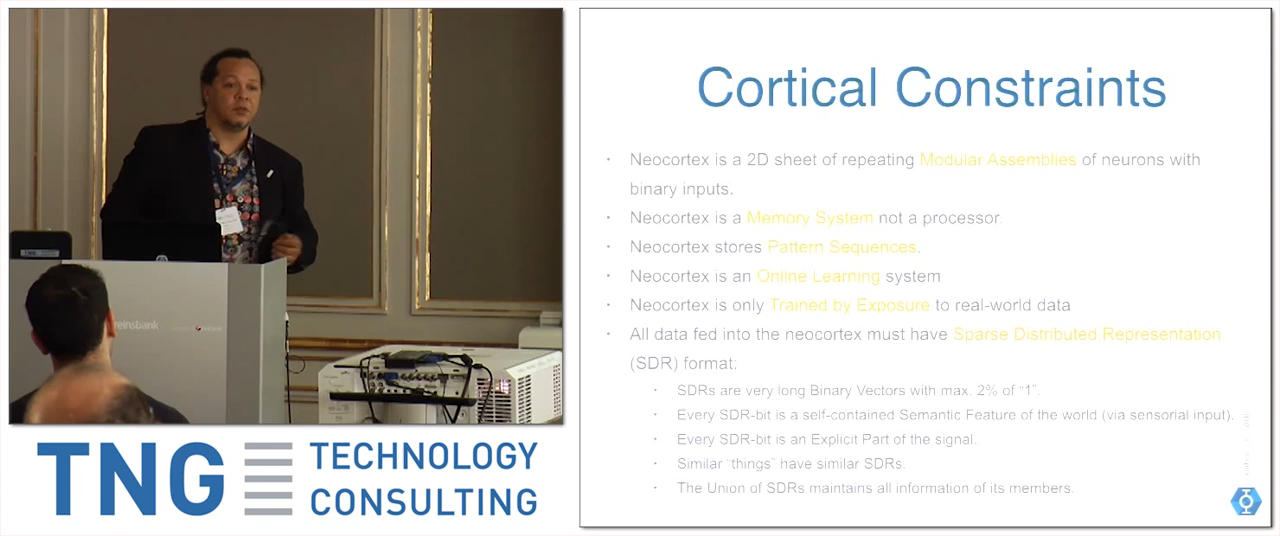 Cortical Constraints
· Neocortex is a 2D sheet of repeating Modular Assemblies of neurons with
binary inputs.
· Neocortex is a Memory System not a processor.
· Neocortex stores Pattern Sequences.
· Neocortex is an Online Learning system
· Neocortex is only Trained by Exposure to real-world data
· All data fed into the neocortex must have Sparse Distributed Representation
(SDR) format:
· SDRs are very long Binary Vectors with max. 2% of “1”.
· Every SDR-bit is a self-contained Semantic Feature of the world (via sensorial input).
· Every SDR-bit is an Explicit Part of the signal.
· Similar “things” have similar SDRs.
· The Union of SDRs maintains all information of its members.
reinsbank
TNG TECHNOLOGY
CONSULTING